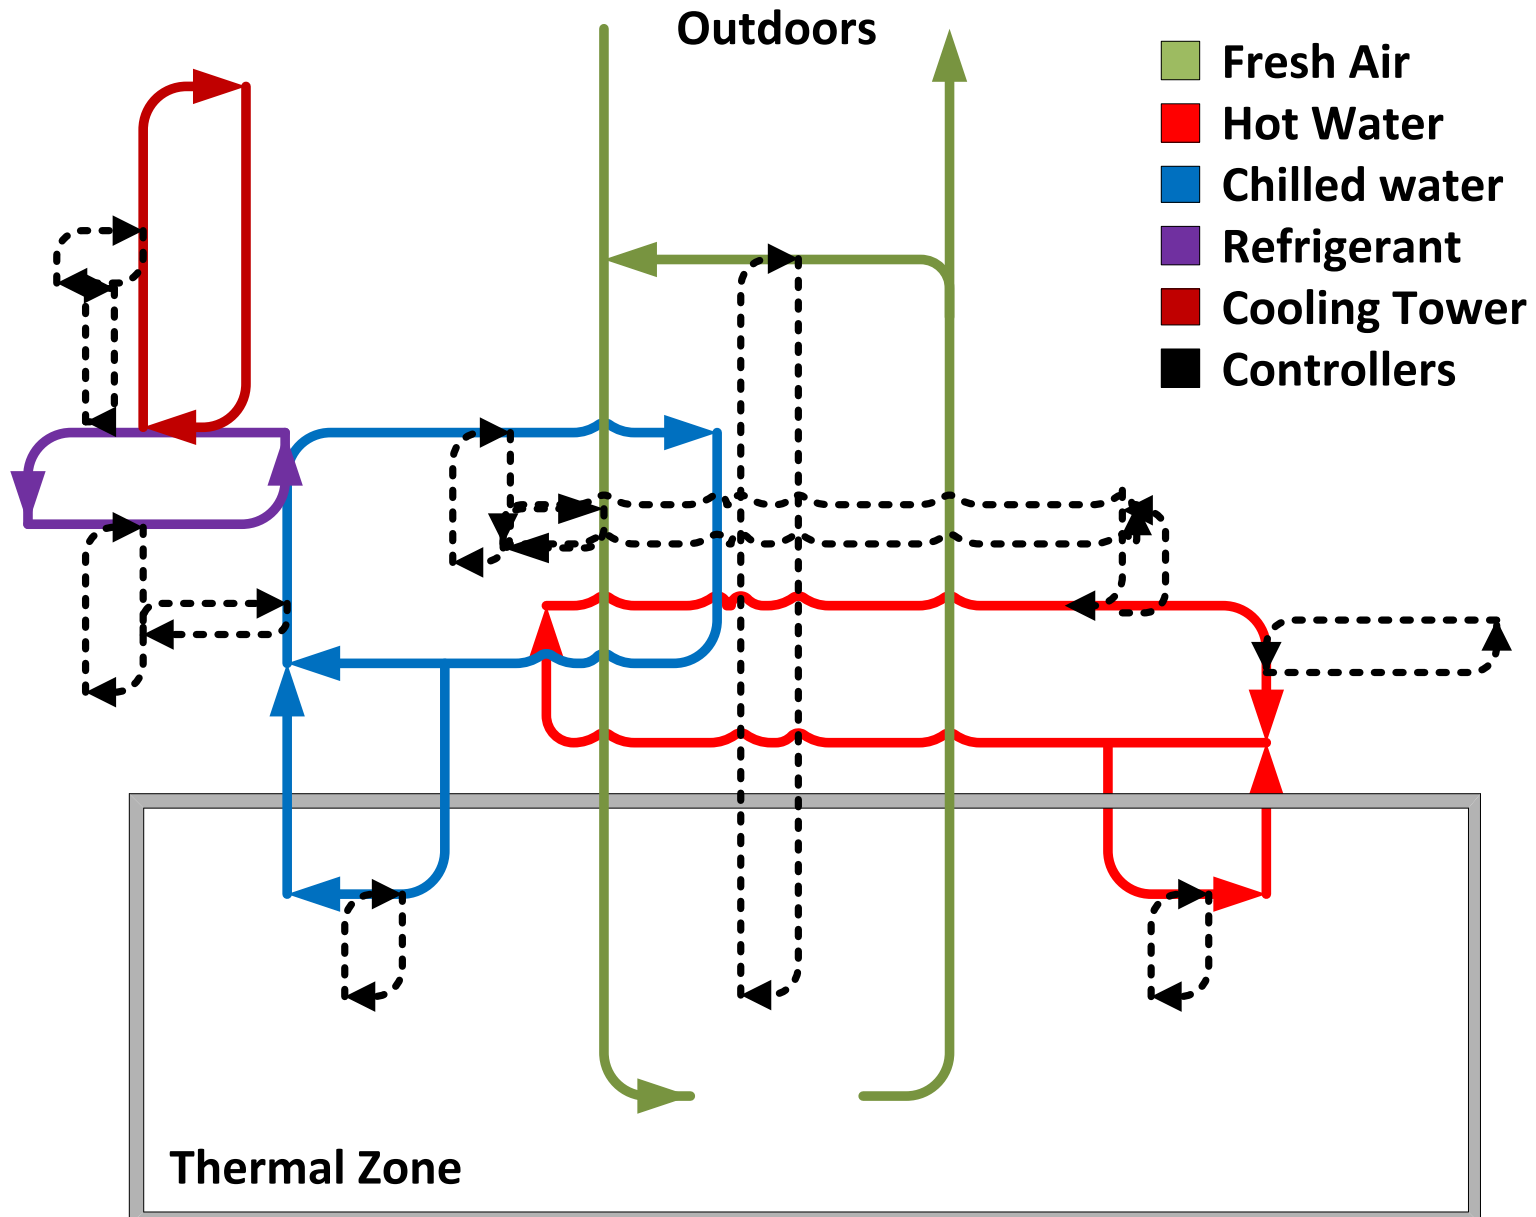 Outdoors
Fresh Air
Hot Water
Chilled water
Refrigerant
Cooling Tower
Controllers
Thermal Zone